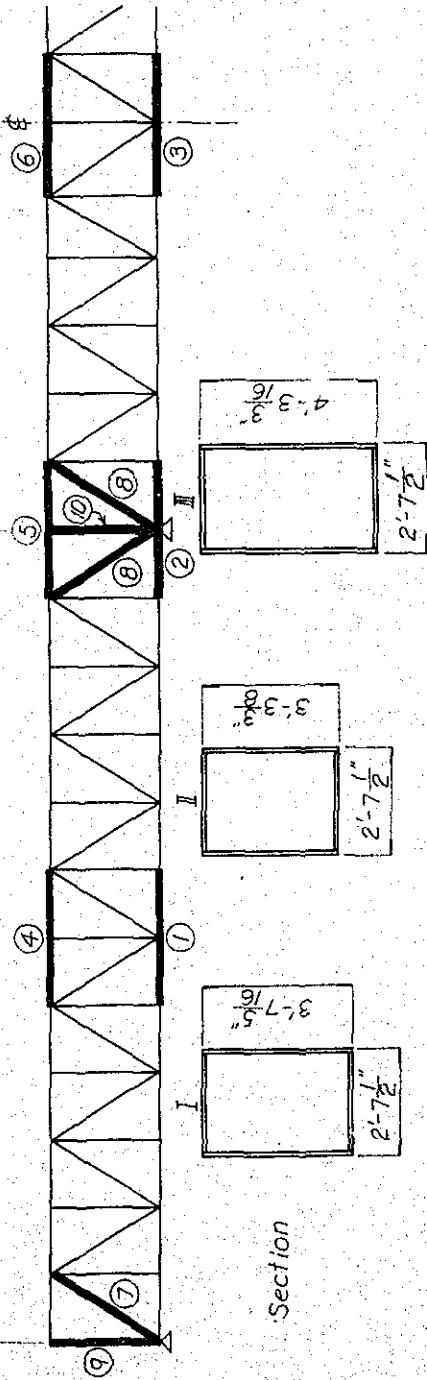 ℄
④ ⑤ ⑥
⑨ ⑦ ⑧ ⑩ ⑧
① ② ③
I II III
Section
3'-7 5/16"
3'-3 3/8"
4'-3 3/16"
2'-7 1/2"
2'-7 1/2"
2'-7 1/2"